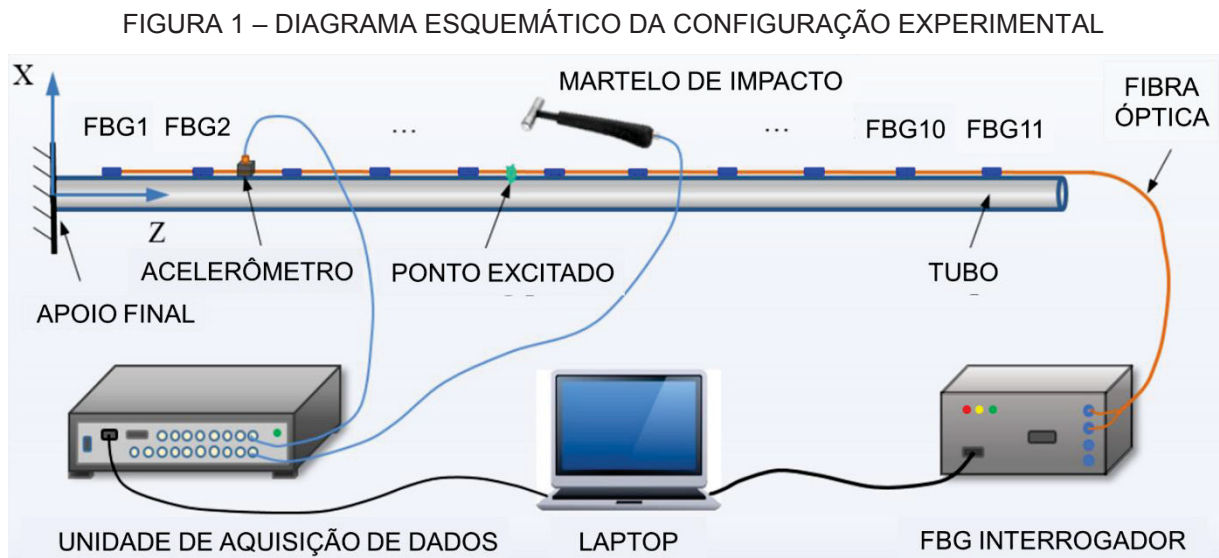 FIGURA 1 – DIAGRAMA ESQUEMÁTICO DA CONFIGURAÇÃO EXPERIMENTAL
X
MARTELO DE IMPACTO
FIBRA
ÓPTICA
FBG1 FBG2 ... ... FBG10 FBG11
Z
ACELERÔMETRO
PONTO EXCITADO
TUBO
APOIO FINAL
UNIDADE DE AQUISIÇÃO DE DADOS
LAPTOP
FBG INTERROGADOR